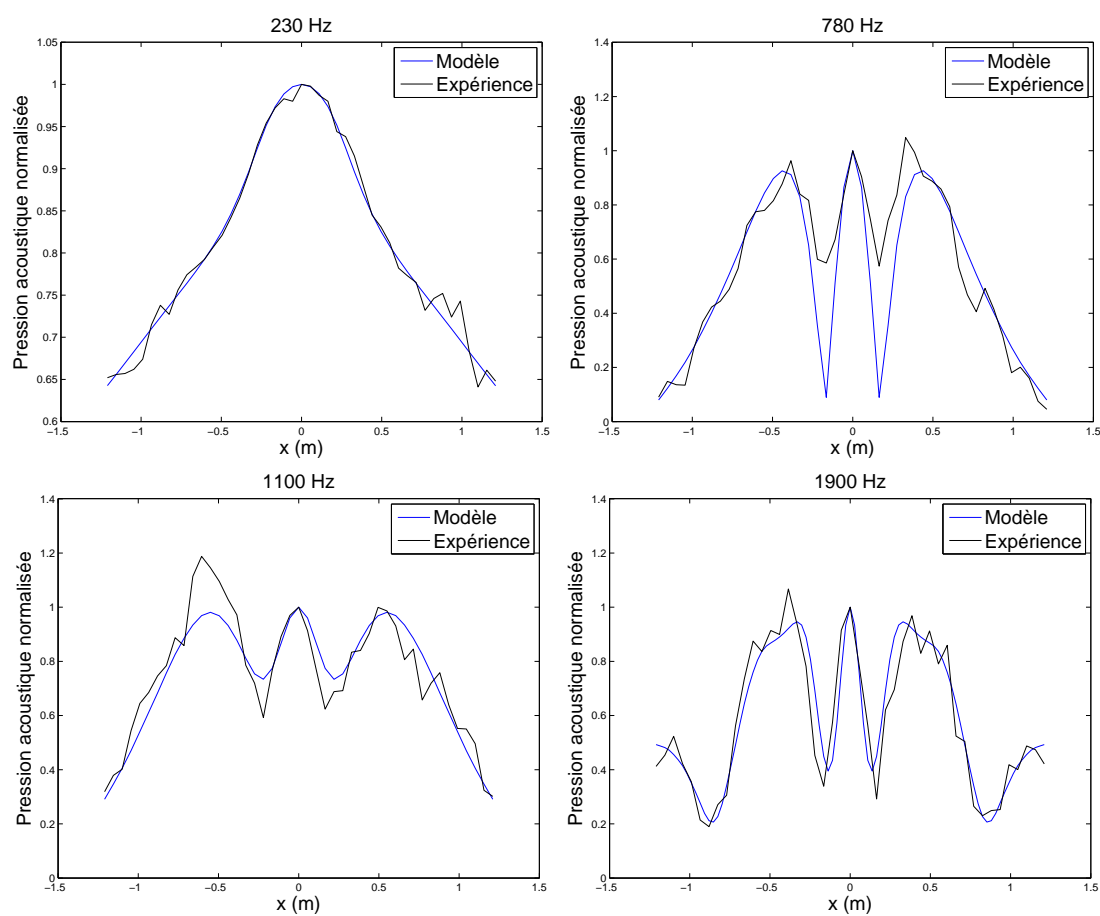 230 Hz
Pression acoustique normalisée
1.05
1
0.95
0.9
0.85
0.8
0.75
0.7
0.65
0.6
−1.5 −1 −0.5 0 0.5 1 1.5
x (m)
Modèle
Expérience
780 Hz
Pression acoustique normalisée
1.4
1.2
1
0.8
0.6
0.4
0.2
0
−1.5 −1 −0.5 0 0.5 1 1.5
x (m)
Modèle
Expérience
1100 Hz
Pression acoustique normalisée
1.4
1.2
1
0.8
0.6
0.4
0.2
0
−1.5 −1 −0.5 0 0.5 1 1.5
x (m)
Modèle
Expérience
1900 Hz
Pression acoustique normalisée
1.4
1.2
1
0.8
0.6
0.4
0.2
0
−1.5 −1 −0.5 0 0.5 1 1.5
x (m)
Modèle
Expérience